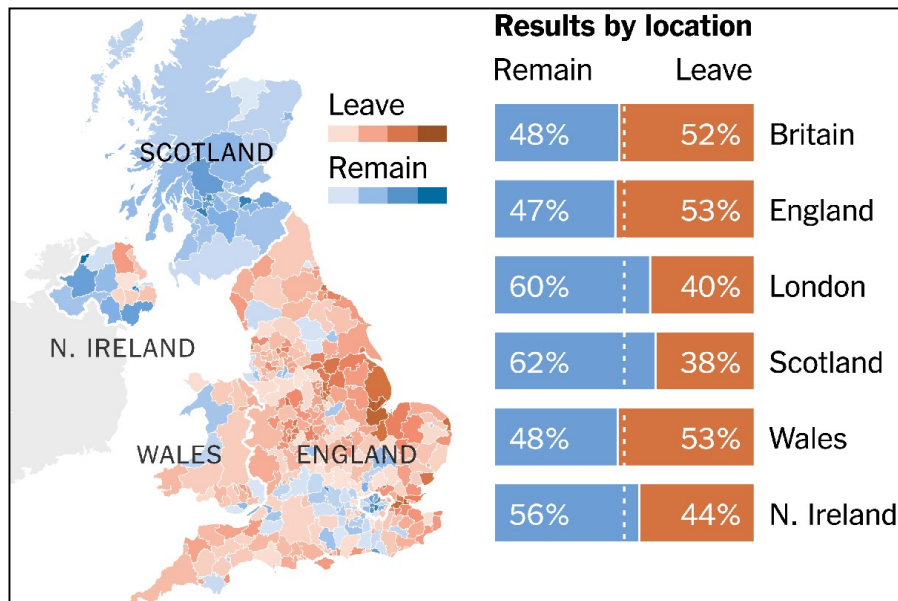 Results by location
Remain Leave
Leave
Remain
SCOTLAND
N. IRELAND
WALES
ENGLAND
48% 52% Britain
47% 53% England
60% 40% London
62% 38% Scotland
48% 53% Wales
56% 44% N. Ireland